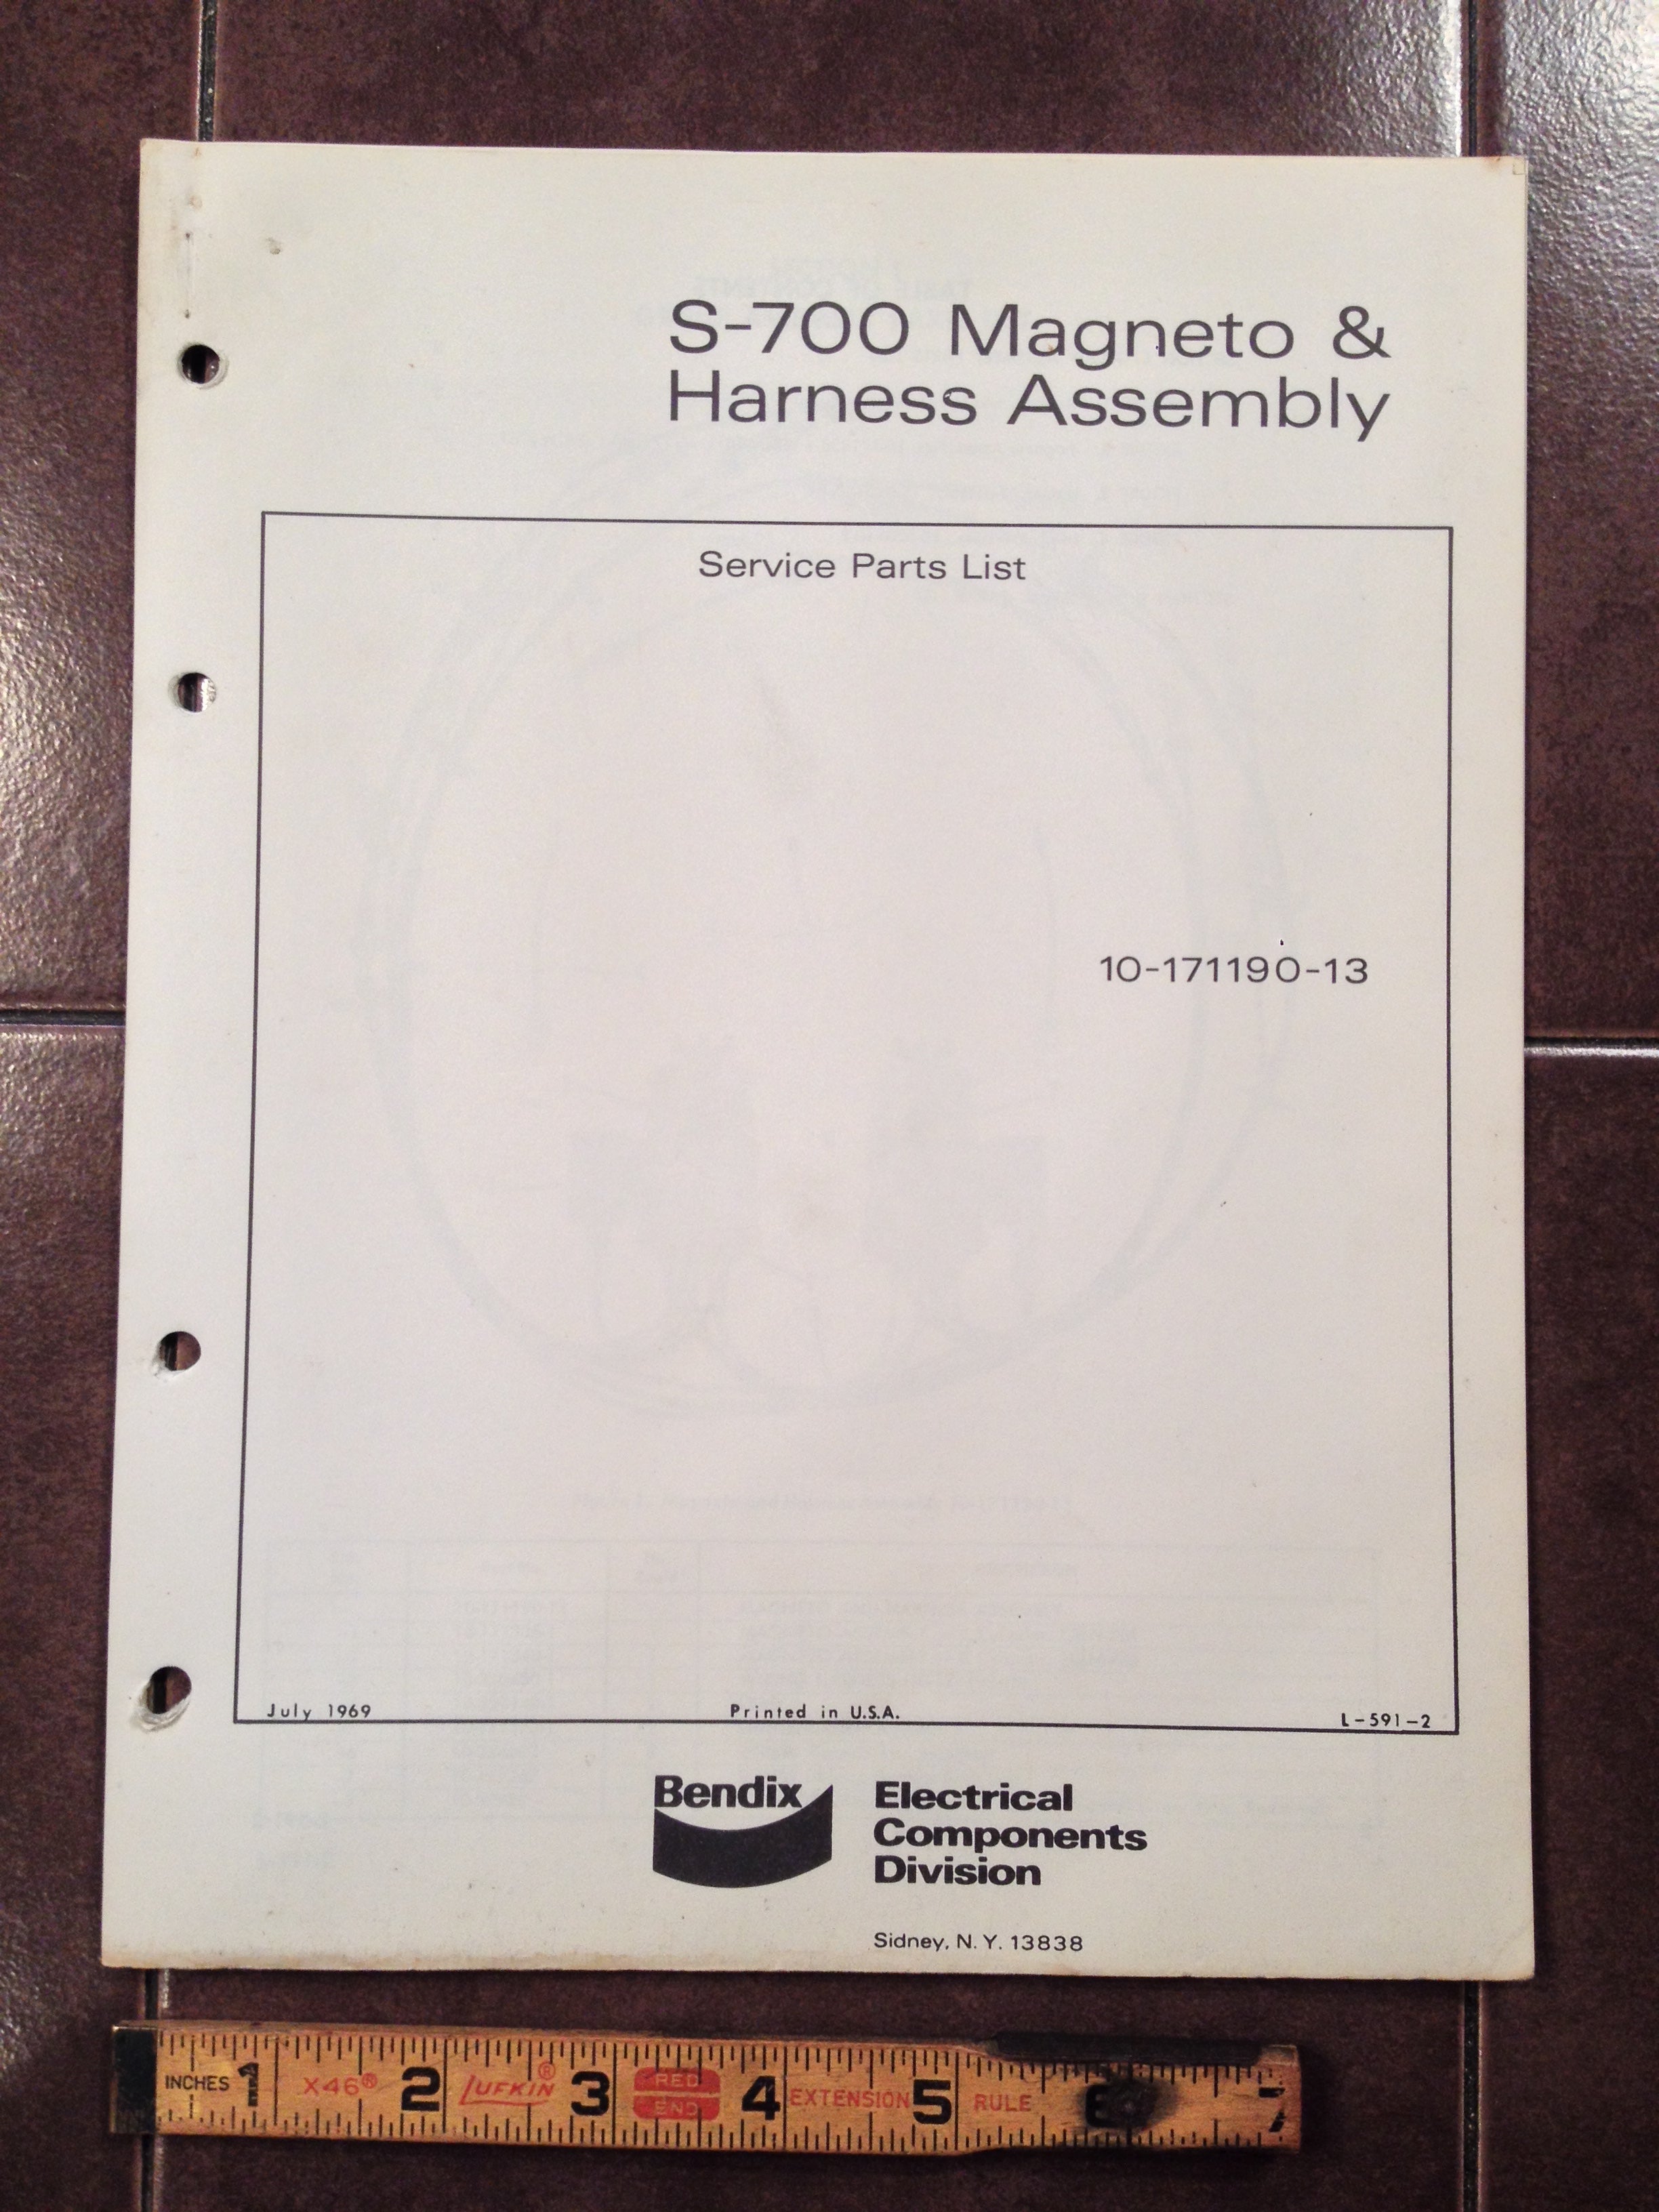 S-700 Magneto &
Harness Assembly
Service Parts List
10-171190-13
July 1969
Printed in U.S.A.
L-591-2
Bendix
Electrical
Components
Division
Sidney, N.Y. 13838
INCHES 1 X46® 2 LUFKIN® 3 RED END 4 EXTENSION 5 RULE 6 7